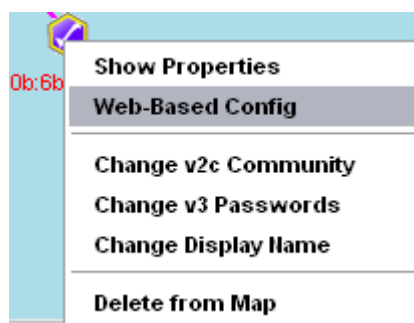 0b:6b
Show Properties
Web-Based Config
Change v2c Community
Change v3 Passwords
Change Display Name
Delete from Map